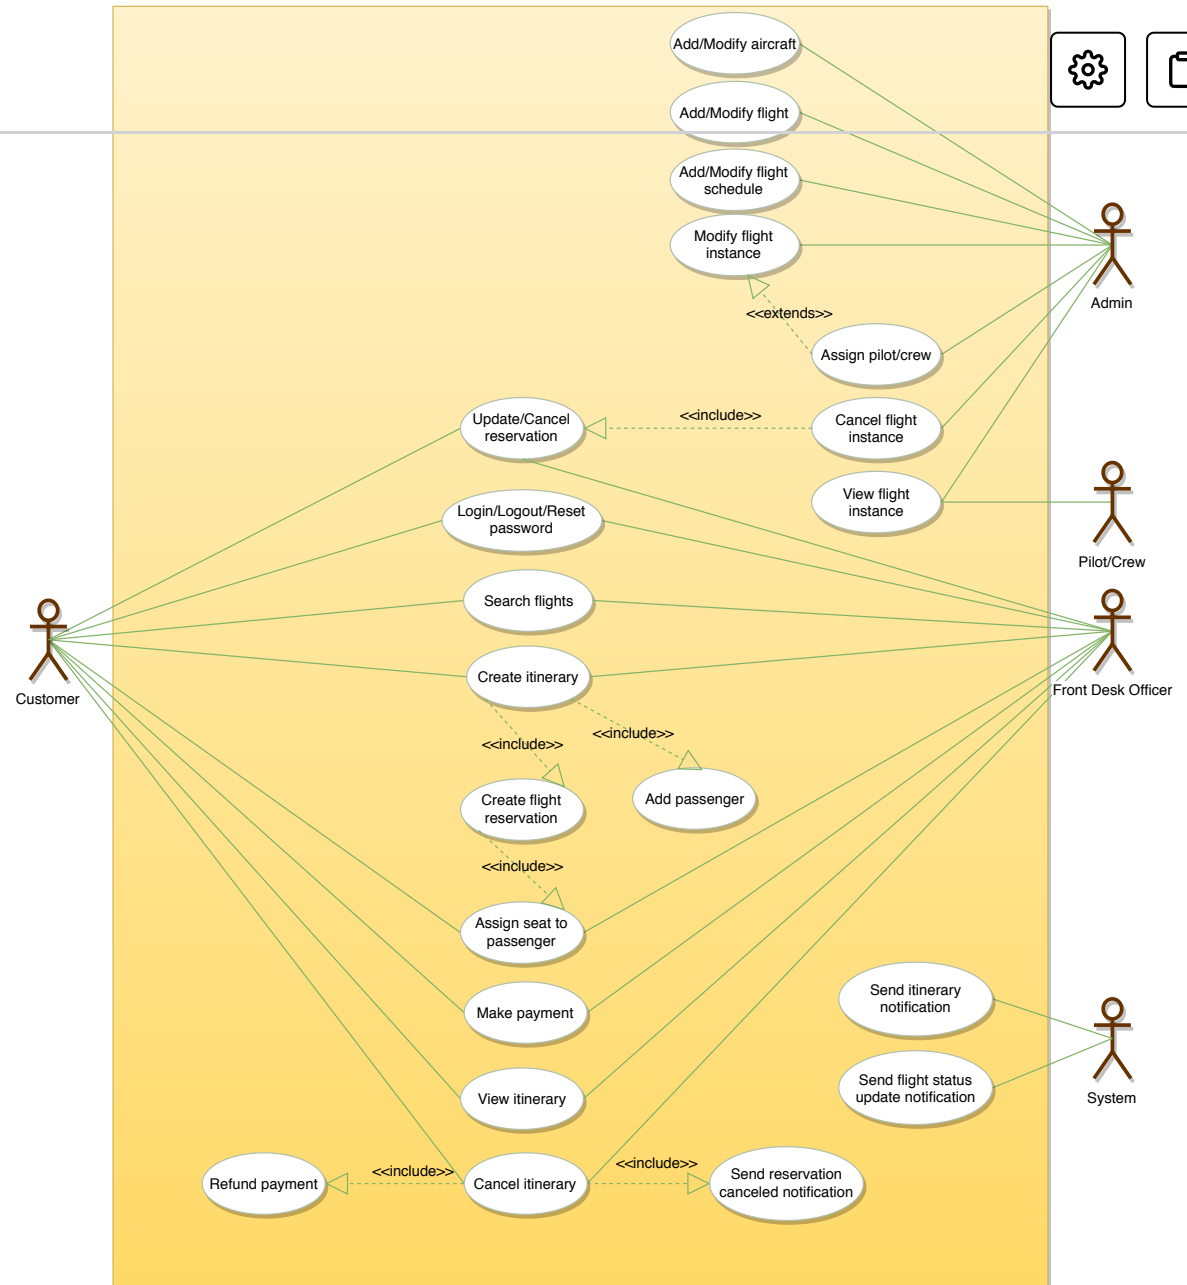 Add/Modify aircraft
Add/Modify flight
Add/Modify flight
schedule
Modify flight
instance
Admin
<<extends>>
Assign pilot/crew
Update/Cancel
reservation
<<include>>
Cancel flight
instance
View flight
instance
Login/Logout/Reset
password
Pilot/Crew
Search flights
Customer
Create itinerary
Front Desk Officer
<<include>>
<<include>>
Create flight
reservation
Add passenger
<<include>>
Assign seat to
passenger
Send itinerary
notification
Make payment
Send flight status
update notification
View itinerary
System
<<include>>
<<include>>
Refund payment
Cancel itinerary
Send reservation
canceled notification